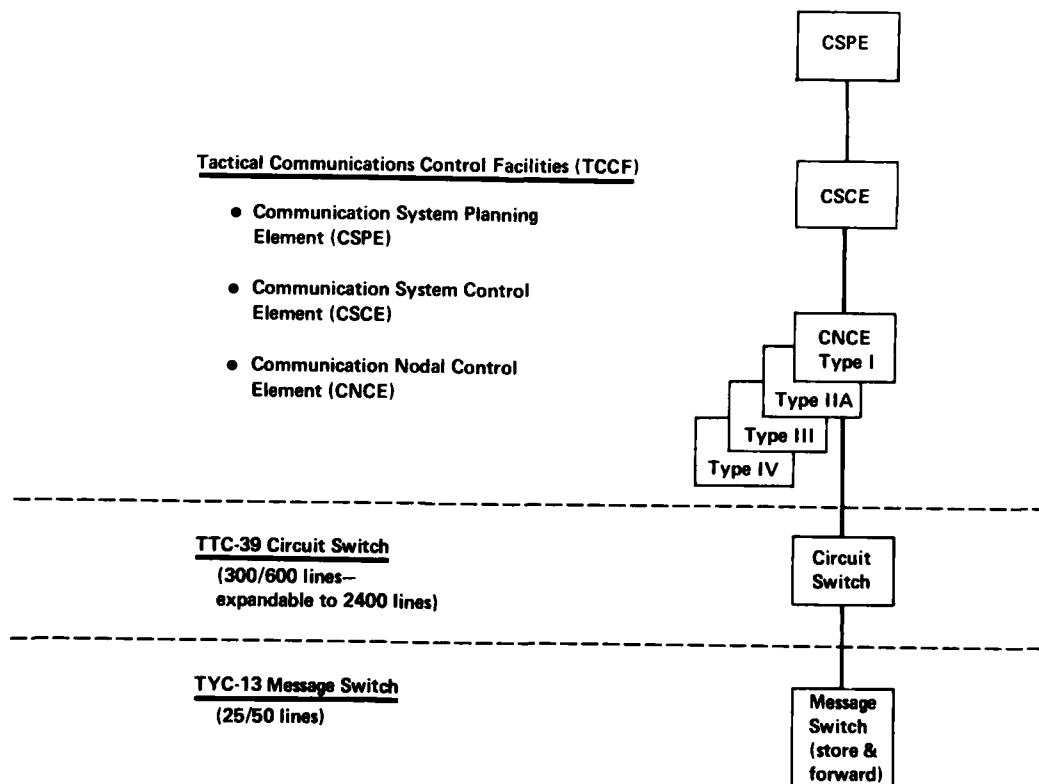 CSPE
Tactical Communications Control Facilities (TCCF)
● Communication System Planning
Element (CSPE)
● Communication System Control
Element (CSCE)
● Communication Nodal Control
Element (CNCE)
CSCE
CNCE
Type I
Type IIA
Type III
Type IV
TTC-39 Circuit Switch
(300/600 lines—
expandable to 2400 lines)
Circuit
Switch
TYC-13 Message Switch
(25/50 lines)
Message
Switch
(store &
forward)